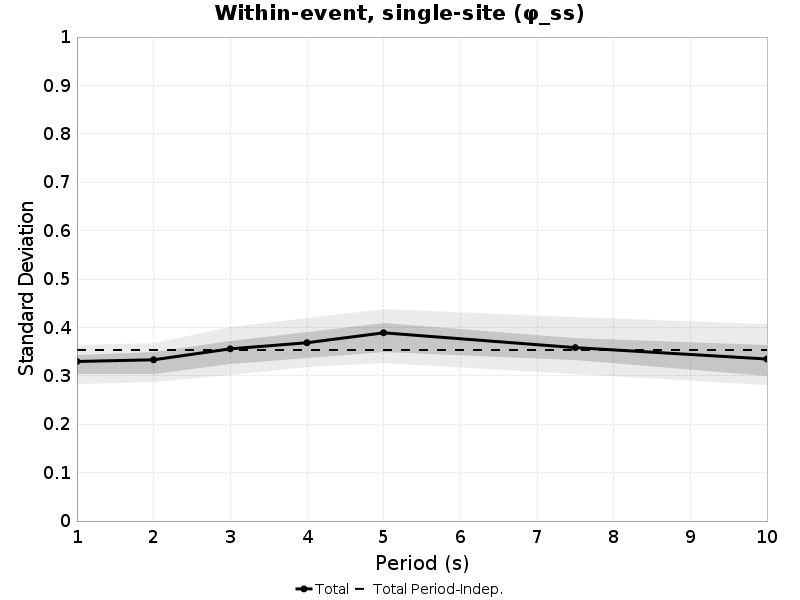 Within-event, single-site (φ_ss)
1
0.9
0.8
0.7
0.6
0.5
0.4
0.3
0.2
0.1
0
Standard Deviation
1 2 3 4 5 6 7 8 9 10
Period (s)
Total Total Period-Indep.